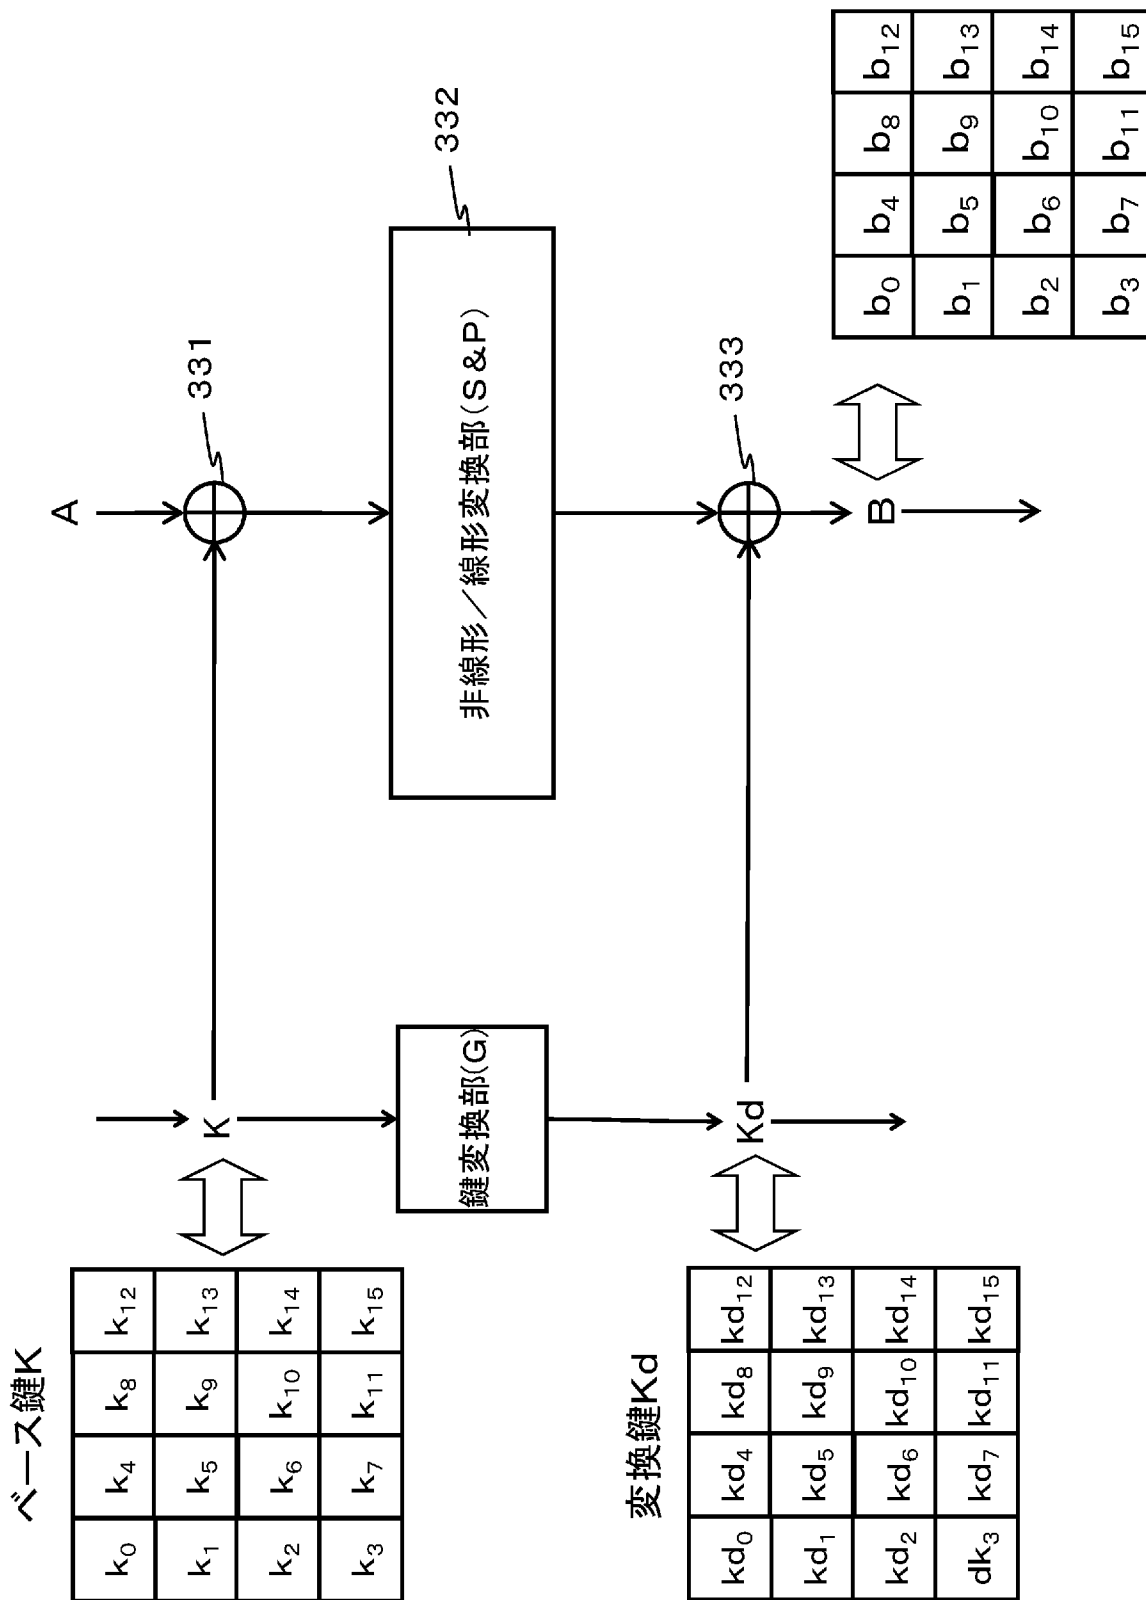 ベース鍵K
k0 k4 k8 k12
k1 k5 k9 k13
k2 k6 k10 k14
k3 k7 k11 k15
K
A
331
鍵変換部(G)
非線形／線形変換部(S&P)
332
変換鍵Kd
kd0 kd4 kd8 kd12
kd1 kd5 kd9 kd13
kd2 kd6 kd10 kd14
dk3 kd7 kd11 kd15
Kd
333
B
b0 b4 b8 b12
b1 b5 b9 b13
b2 b6 b10 b14
b3 b7 b11 b15